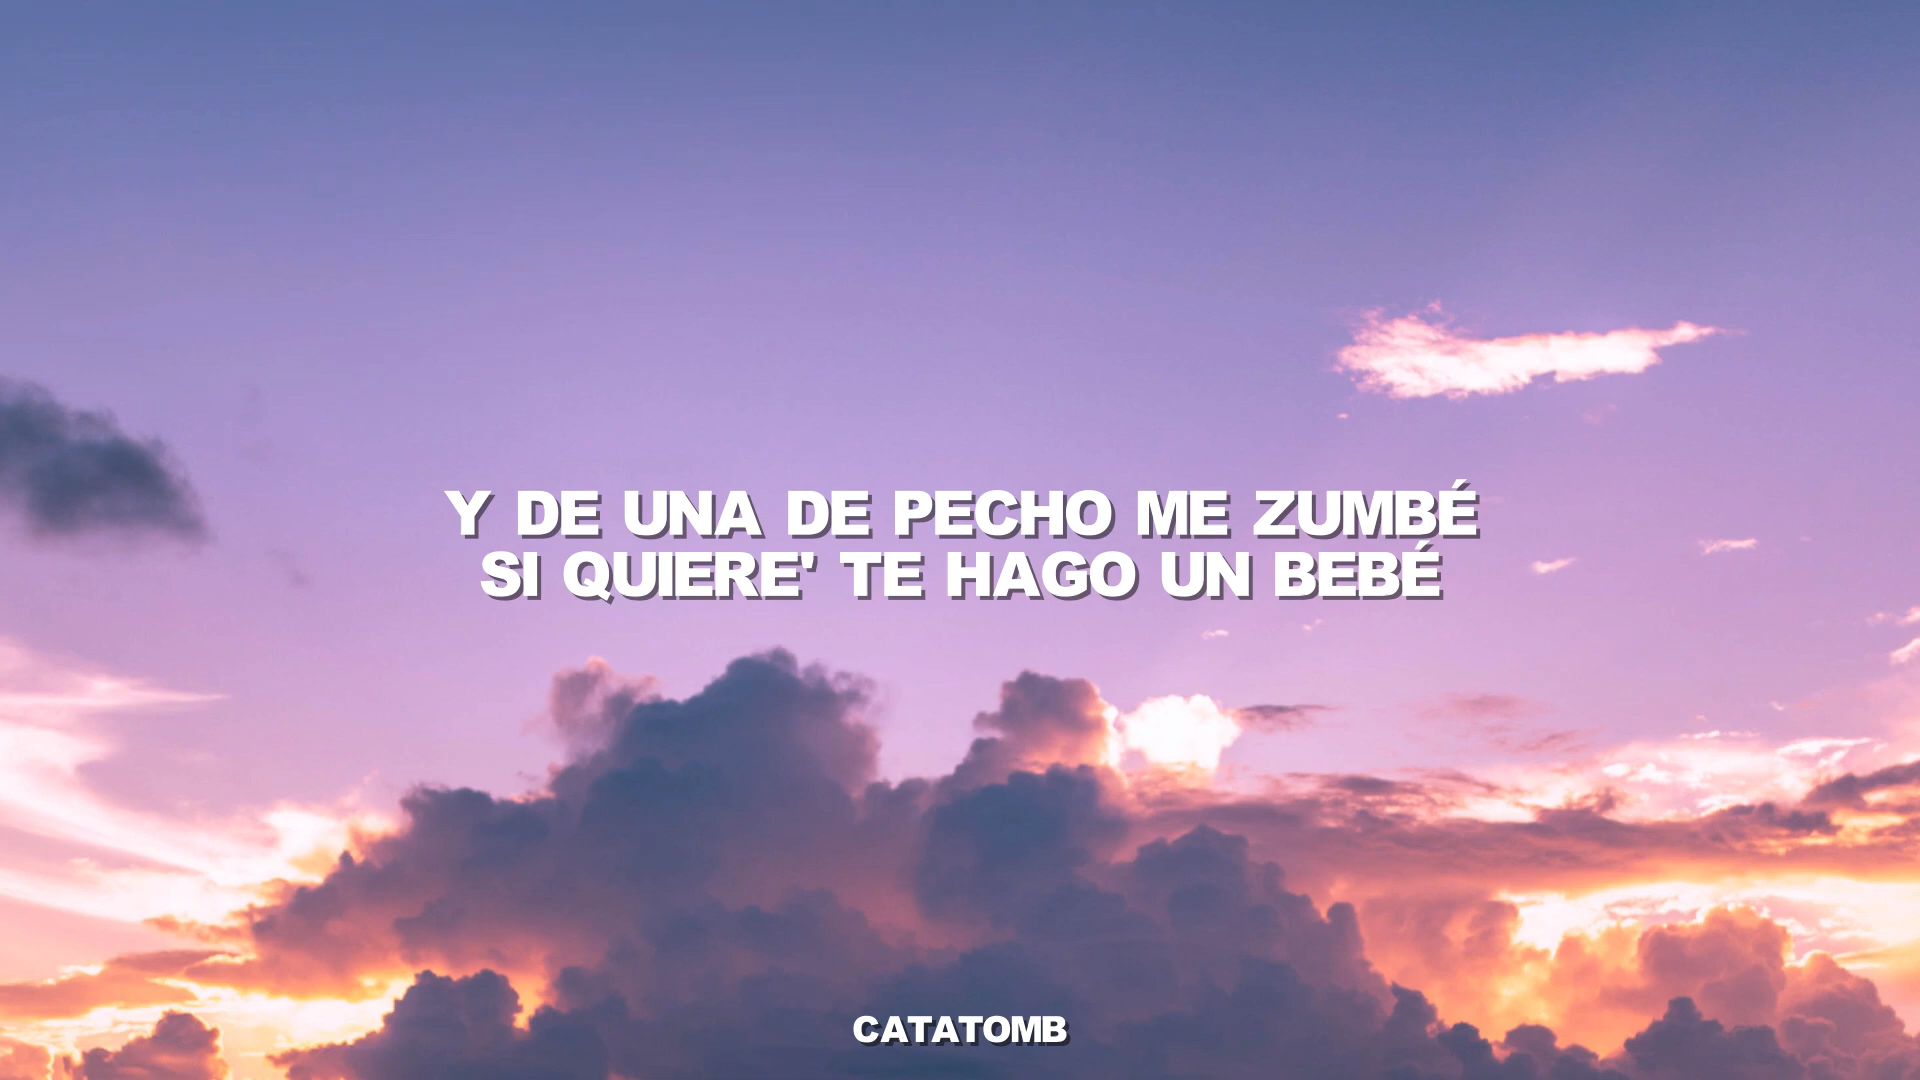 Y DE UNA DE PECHO ME ZUMBÉ
SI QUIERE' TE HAGO UN BEBÉ
CATATOMB